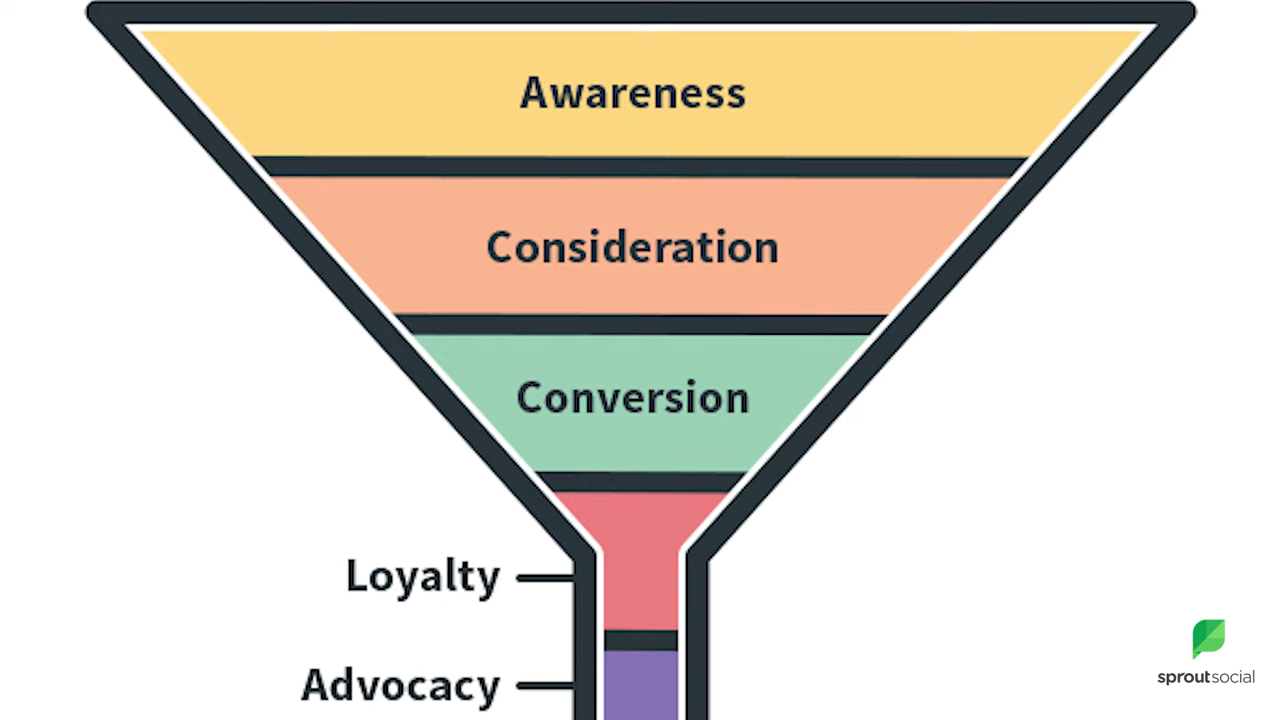 Awareness
Consideration
Conversion
Loyalty
Advocacy
sproutsocial